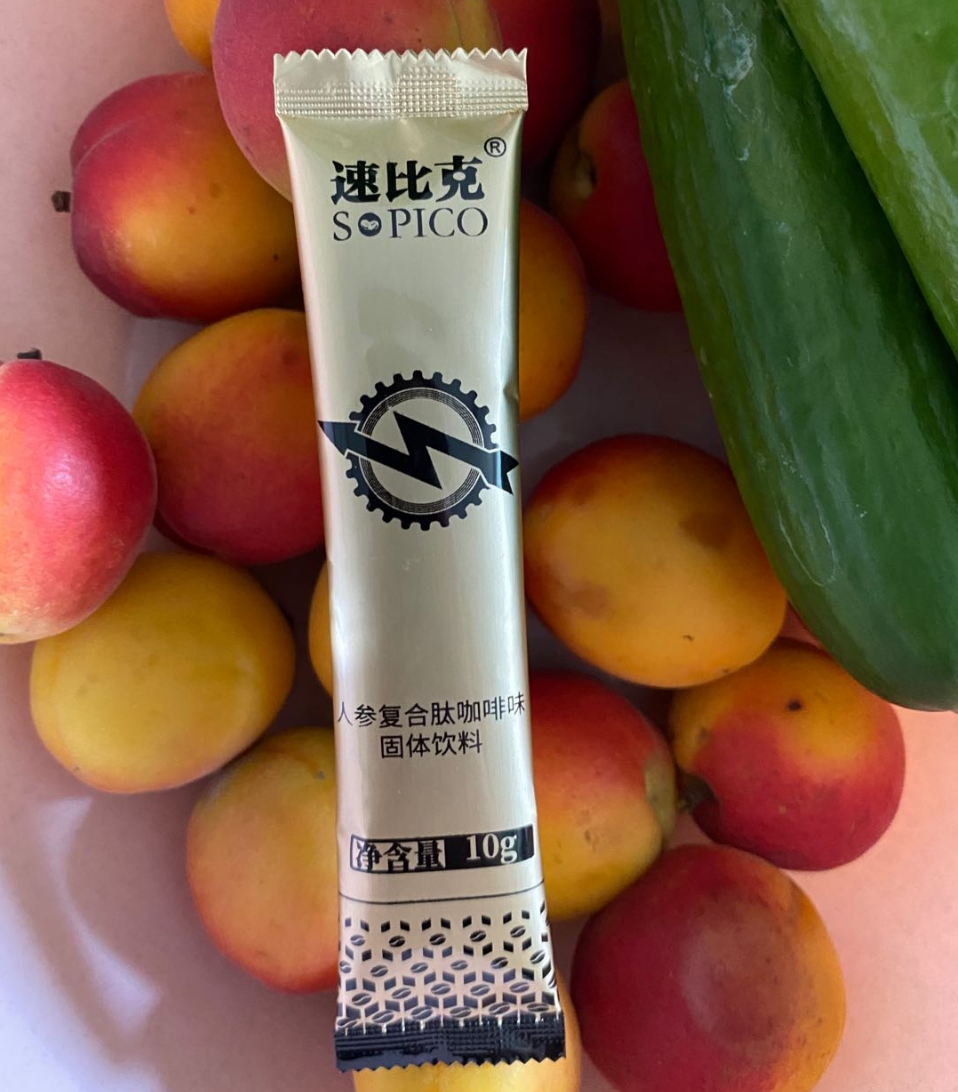 速比克®
SOPICO
人参复合肽咖啡味
固体饮料
净含量 10g